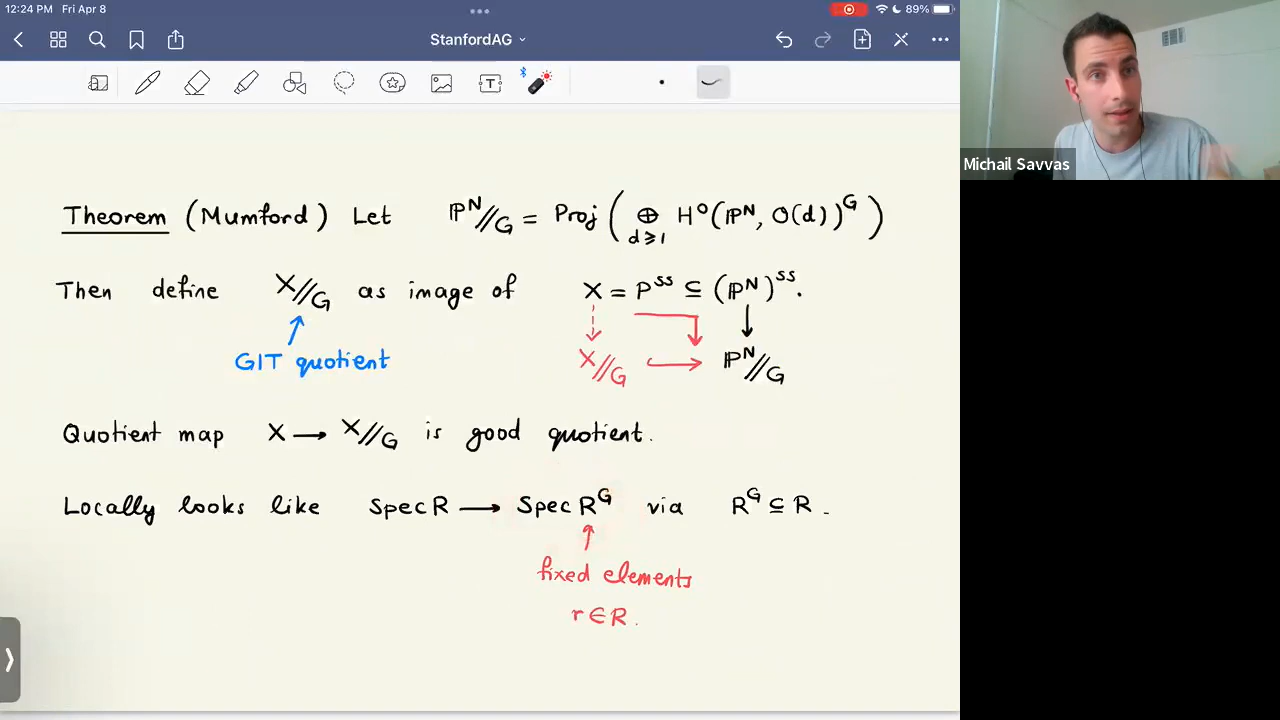 12:24 PM Fri Apr 8
89%
StanfordAG
Michail Savvas
Theorem (Mumford) Let ℙᴺ//G = Proj ( ⊕_{d⩾1} H⁰(ℙᴺ, O(d))ᴳ )
Then define X//G as image of X = Pˢˢ ⊆ (ℙᴺ)ˢˢ.
GIT quotient
X//G ↪ ℙᴺ//G
Quotient map X → X//G is good quotient.
Locally looks like Spec R → Spec Rᴳ via Rᴳ ⊆ R.
fixed elements
r ∈ R.